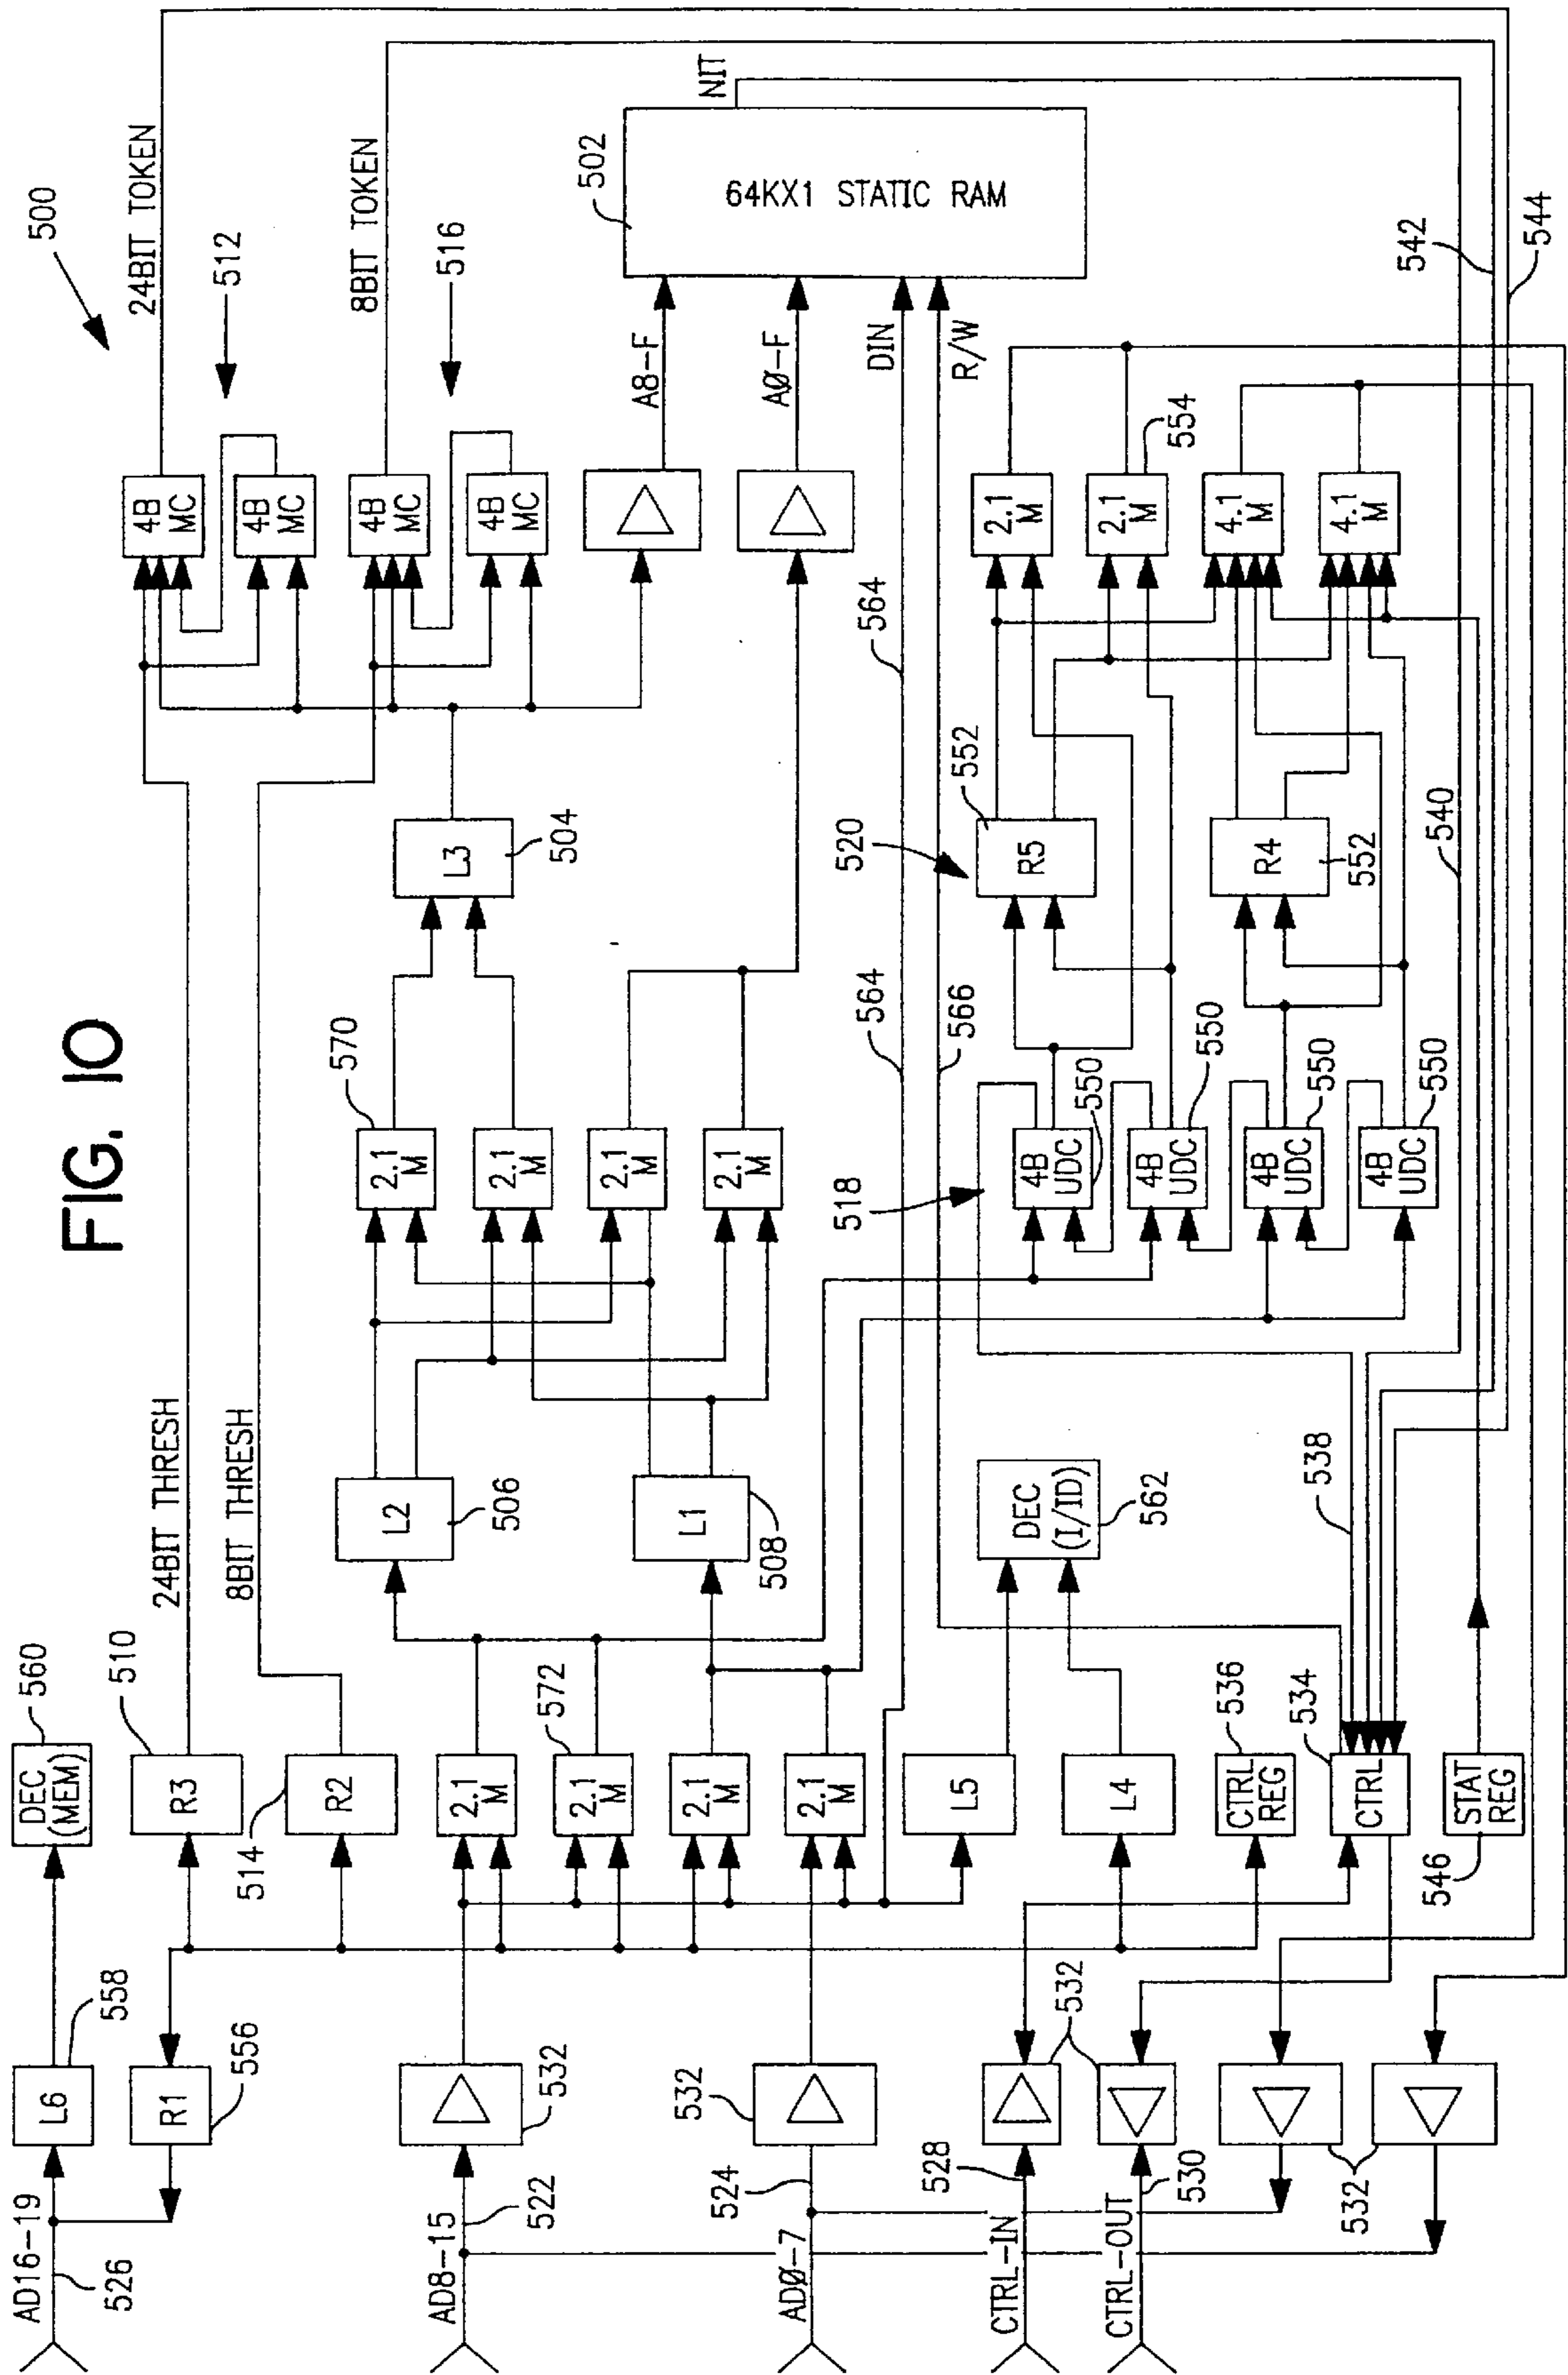 FIG. 10
500
AD16-19
526
L6
558
DEC
(MEM)
560
R1
556
R3
510
24BIT THRESH
514
R2
8BIT THRESH
24BIT TOKEN
4B
MC
4B
MC
512
8BIT TOKEN
4B
MC
4B
MC
516
AD8-15
522
532
2.1
M
2.1
M
572
2.1
M
2.1
M
AD0-7
524
532
L2
506
L1
508
2.1
M
570
2.1
M
2.1
M
2.1
M
L3
504
A8-F
A0-F
502
64KX1 STATIC RAM
NIT
DIN
R/W
564
564
566
L5
L4
DEC
(I/ID)
562
CTRL-IN
528
CTRL-OUT
530
532
532
CTRL
REG
536
CTRL
534
STAT
REG
546
538
518
4B
UDC
550
4B
UDC
550
4B
UDC
550
4B
UDC
550
520
R5
552
R4
552
2.1
M
2.1
M
554
4.1
M
4.1
M
540
542
544